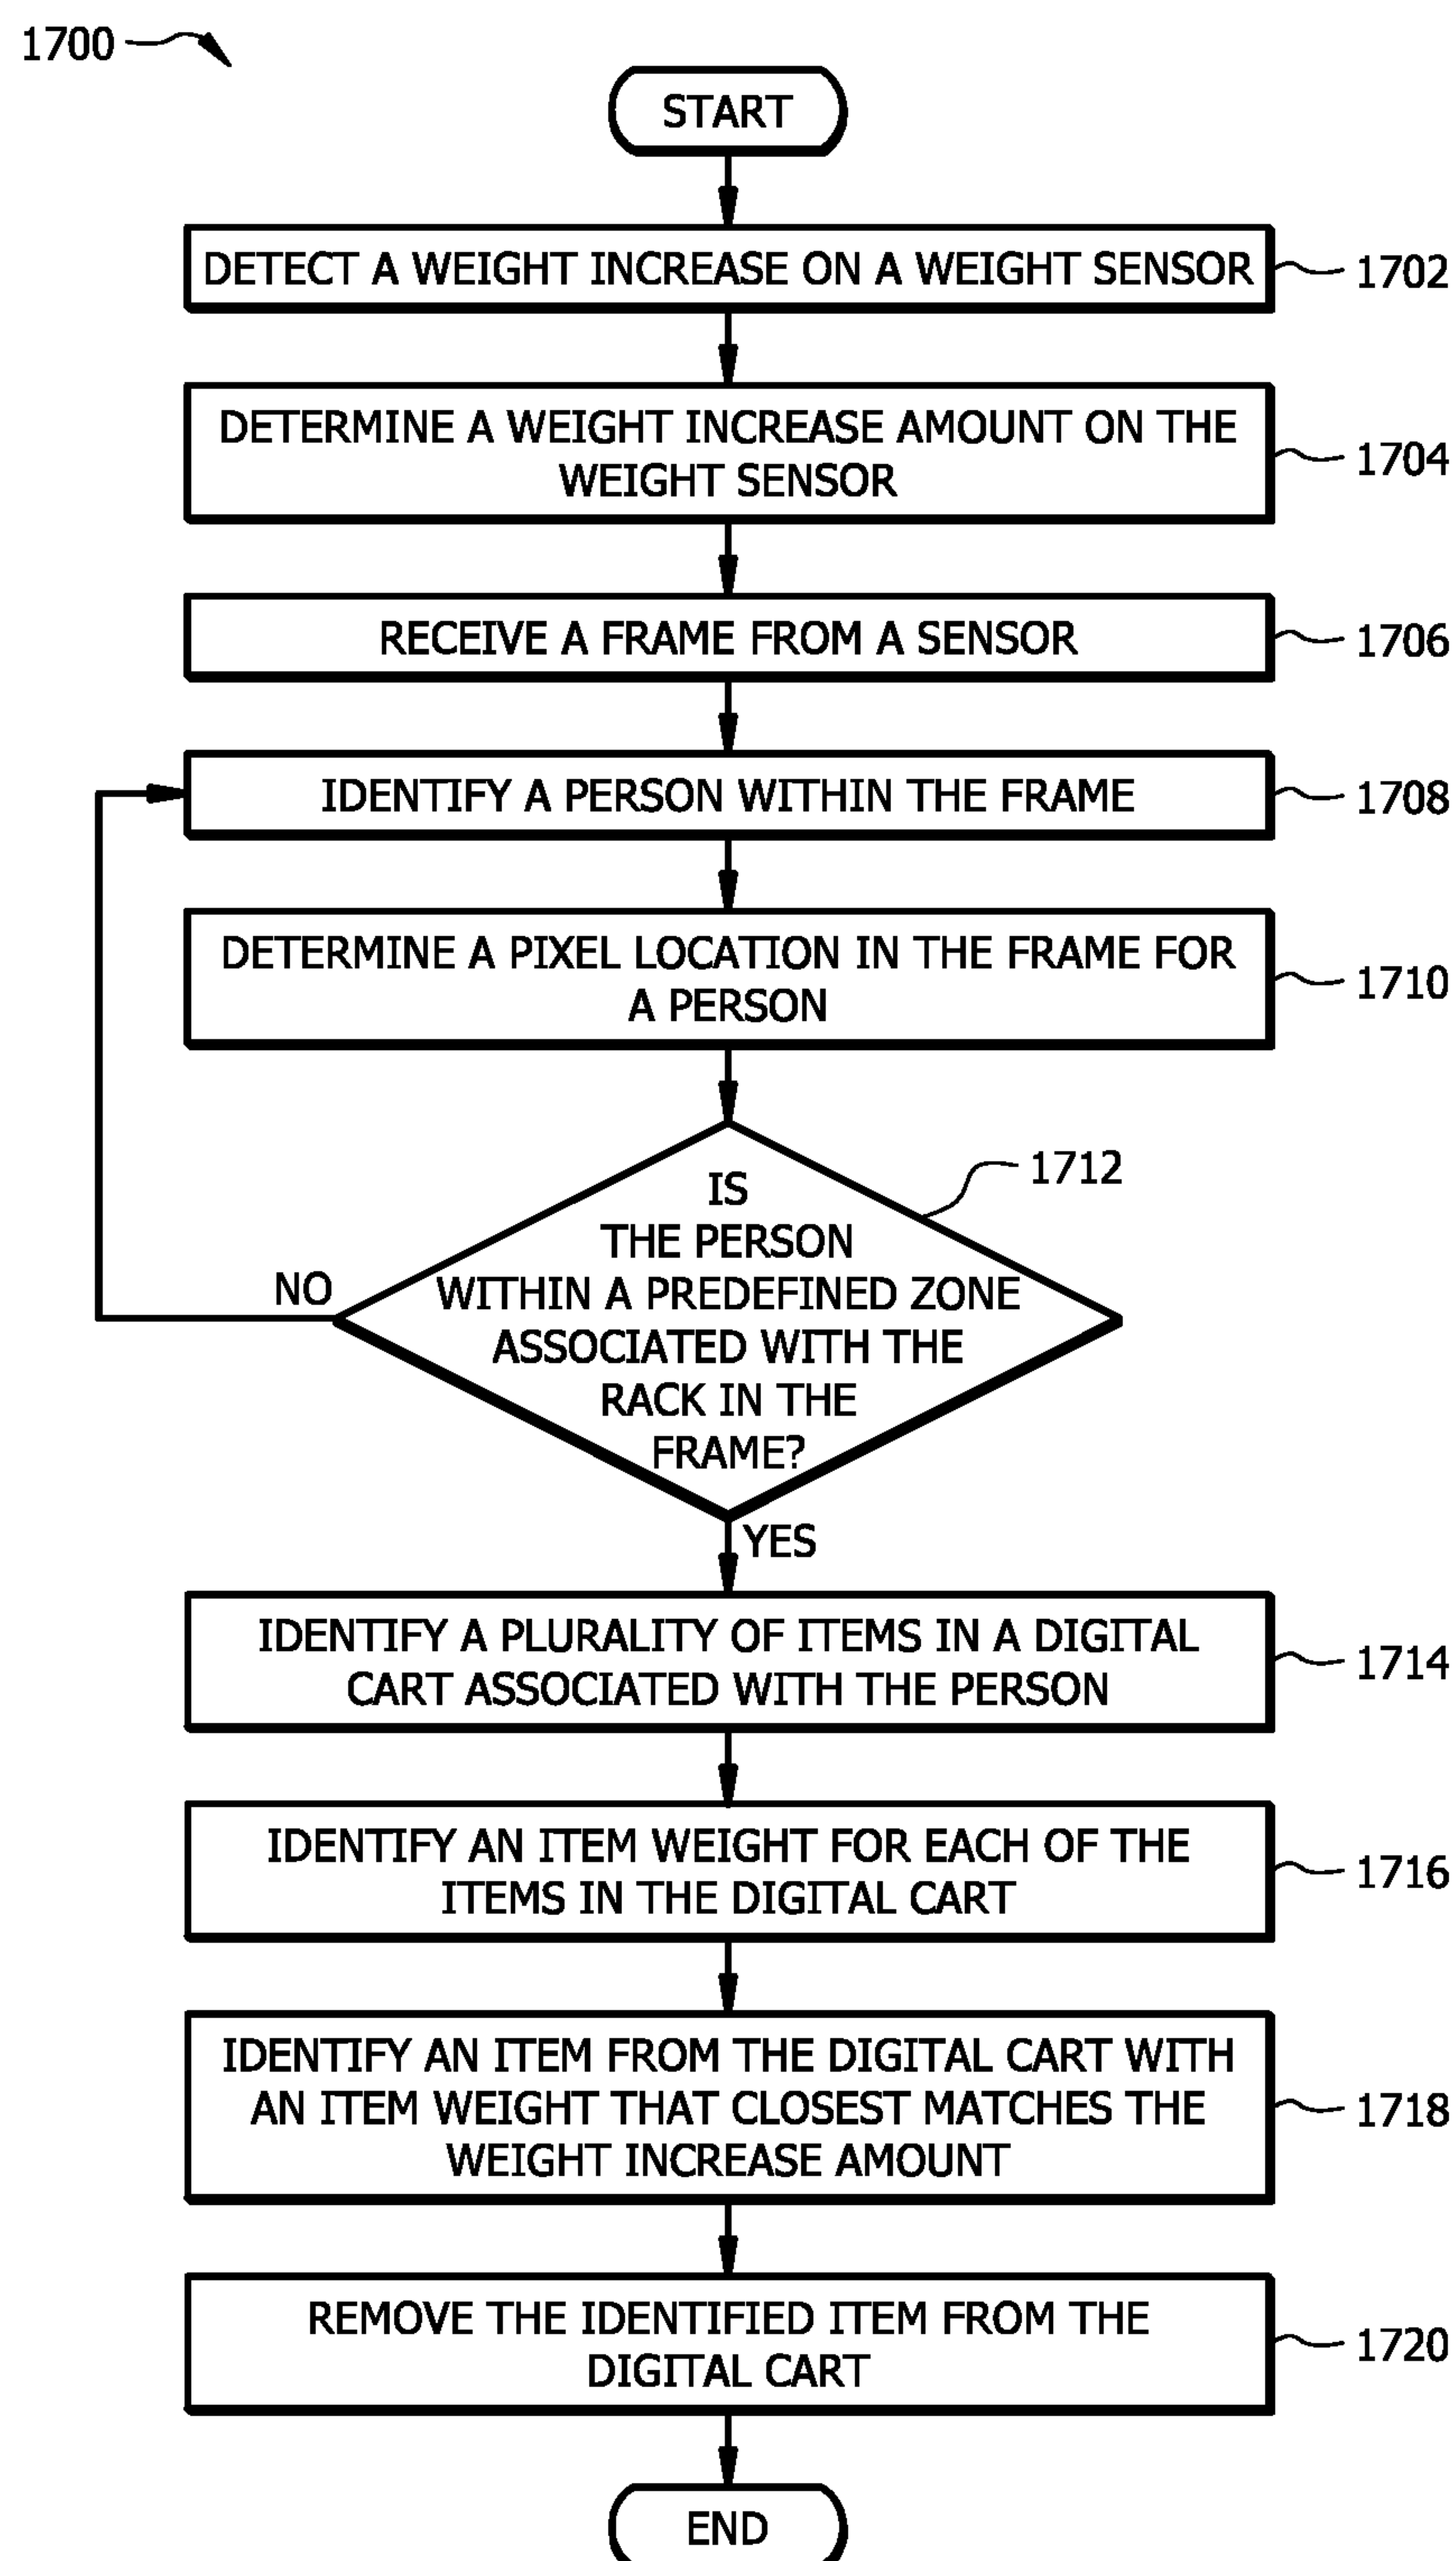 1700
START
DETECT A WEIGHT INCREASE ON A WEIGHT SENSOR
1702
DETERMINE A WEIGHT INCREASE AMOUNT ON THE
WEIGHT SENSOR
1704
RECEIVE A FRAME FROM A SENSOR
1706
IDENTIFY A PERSON WITHIN THE FRAME
1708
DETERMINE A PIXEL LOCATION IN THE FRAME FOR
A PERSON
1710
IS
THE PERSON
WITHIN A PREDEFINED ZONE
ASSOCIATED WITH THE
RACK IN THE
FRAME?
1712
NO
YES
IDENTIFY A PLURALITY OF ITEMS IN A DIGITAL
CART ASSOCIATED WITH THE PERSON
1714
IDENTIFY AN ITEM WEIGHT FOR EACH OF THE
ITEMS IN THE DIGITAL CART
1716
IDENTIFY AN ITEM FROM THE DIGITAL CART WITH
AN ITEM WEIGHT THAT CLOSEST MATCHES THE
WEIGHT INCREASE AMOUNT
1718
REMOVE THE IDENTIFIED ITEM FROM THE
DIGITAL CART
1720
END